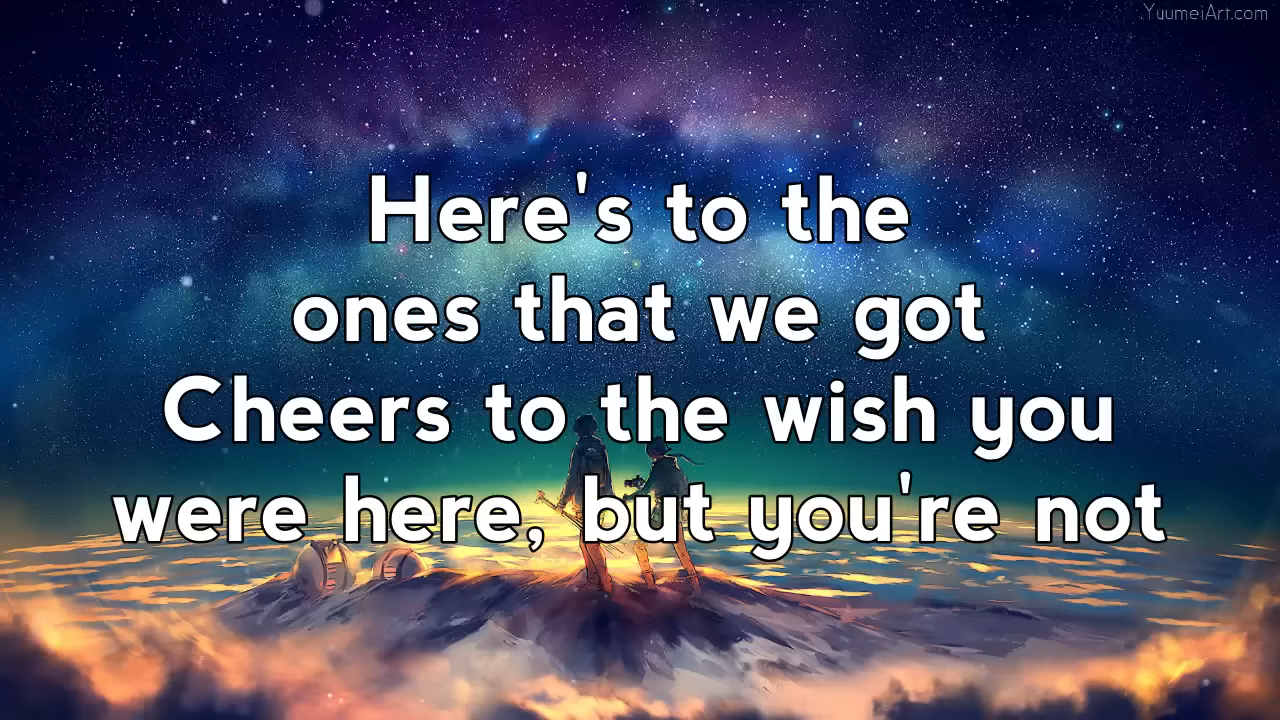 YuumeiArt.com
Here's to the
ones that we got
Cheers to the wish you
were here, but you're not